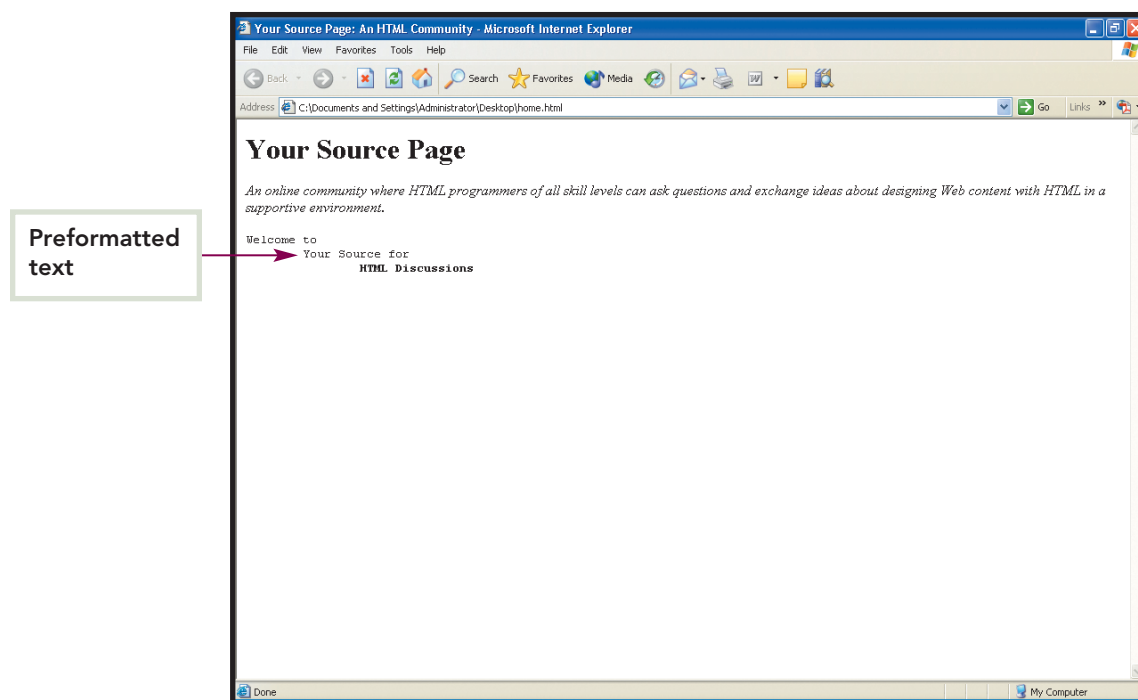 Your Source Page: An HTML Community - Microsoft Internet Explorer
File Edit View Favorites Tools Help
Back Search Favorites Media
Address C:\Documents and Settings\Administrator\Desktop\home.html Go Links »
Your Source Page
An online community where HTML programmers of all skill levels can ask questions and exchange ideas about designing Web content with HTML in a
supportive environment.
Preformatted
text
Welcome to
Your Source for
HTML Discussions
Done My Computer